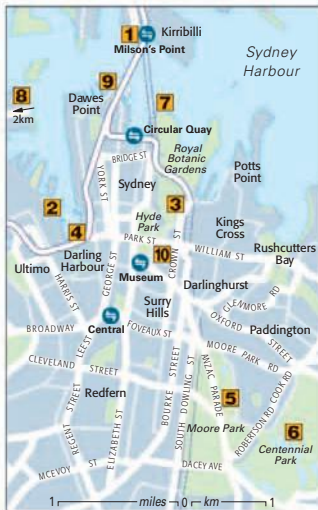 1
Kirribilli
Milson's Point
Sydney
Harbour
8
2km
9
Dawes
Point
7
Circular Quay
BRIDGE ST
Royal
Botanic
Gardens
Potts
Point
YORK ST
Sydney
2
3
Hyde
Park
Kings
Cross
4
PARK ST
CROWN ST
WILLIAM ST
Rushcutters
Bay
Ultimo
Darling
Harbour
GEORGE ST
10
Museum
Darlinghurst
HARRIS ST
Surry
Hills
GLENMORE RD
OXFORD STREET
Paddington
BROADWAY
Central
FOVEAUX ST
LEE ST
MOORE PARK RD
CLEVELAND STREET
ANZAC PARADE
Redfern
REGENT STREET
ELIZABETH ST
BOURKE STREET
SOUTH DOWLING ST
5
Moore Park
ROBERTSON RD
COOK RD
6
Centennial
Park
MCEVOY ST
DACEY AVE
1 miles 0 km 1